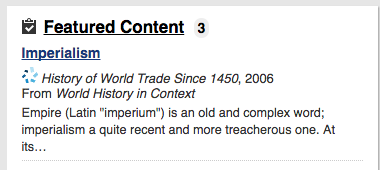 Featured Content 3
Imperialism
History of World Trade Since 1450, 2006
From World History in Context
Empire (Latin "imperium") is an old and complex word;
imperialism a quite recent and more treacherous one. At
its…